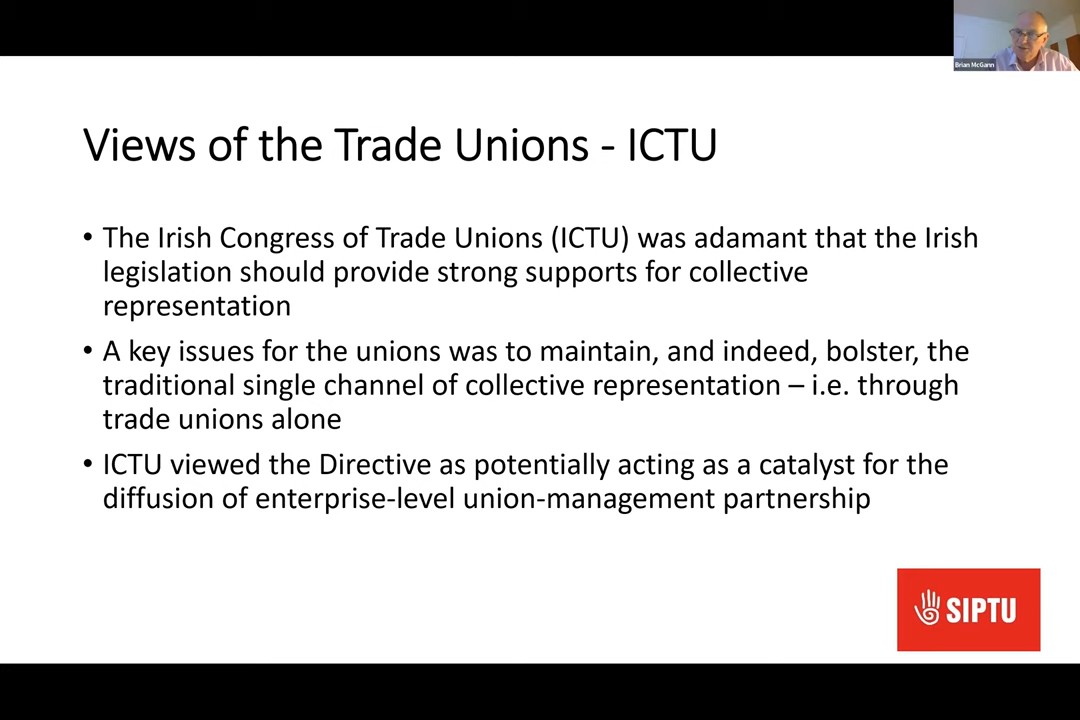 Brian McGann
Views of the Trade Unions - ICTU
• The Irish Congress of Trade Unions (ICTU) was adamant that the Irish
legislation should provide strong supports for collective
representation
• A key issues for the unions was to maintain, and indeed, bolster, the
traditional single channel of collective representation – i.e. through
trade unions alone
• ICTU viewed the Directive as potentially acting as a catalyst for the
diffusion of enterprise-level union-management partnership
SIPTU